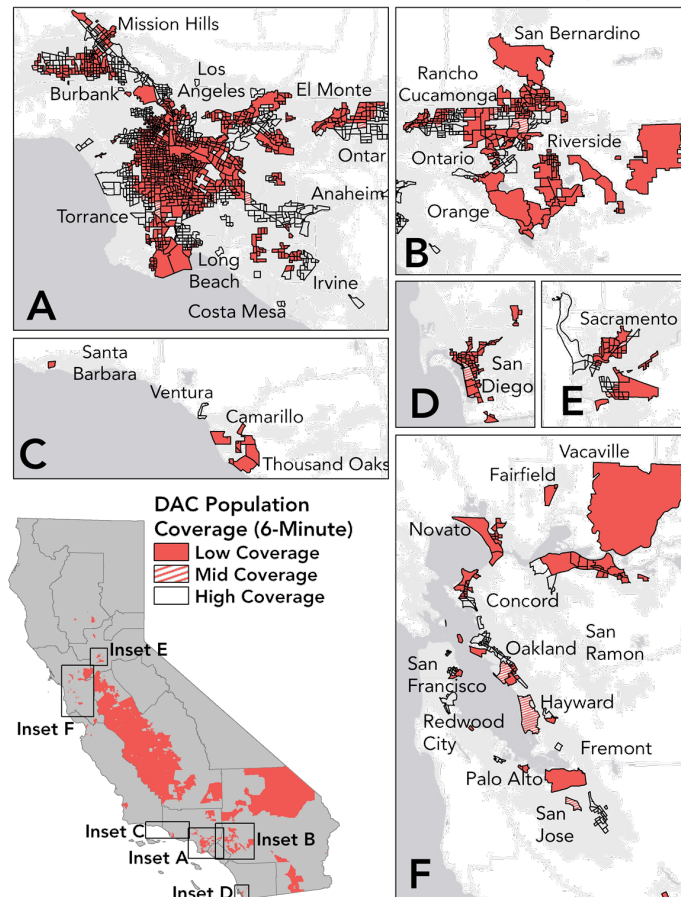 Mission Hills
Los
Angeles
Burbank
El Monte
Ontar
Anaheim
Torrance
Long
Beach
Irvine
Costa Mesa
A
San Bernardino
Rancho
Cucamonga
Riverside
Ontario
Orange
B
Santa
Barbara
Ventura
Camarillo
Thousand Oaks
C
San
Diego
D
Sacramento
E
DAC Population
Coverage (6-Minute)
Low Coverage
Mid Coverage
High Coverage
Inset E
Inset F
Inset C
Inset B
Inset A
Inset D
Vacaville
Fairfield
Novato
Concord
Oakland
San
Ramon
San
Francisco
Hayward
Redwood
City
Fremont
Palo Alto
San
Jose
F